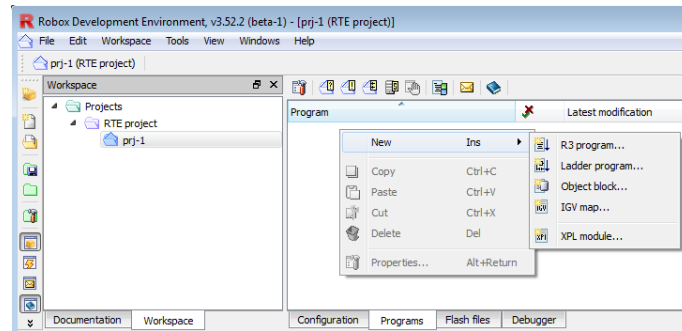 Robox Development Environment, v3.52.2 (beta-1) - [prj-1 (RTE project)]
File Edit Workspace Tools View Windows Help
prj-1 (RTE project)
Workspace
Projects
RTE project
prj-1
Program Latest modification
New Ins
Copy Ctrl+C
Paste Ctrl+V
Cut Ctrl+X
Delete Del
Properties... Alt+Return
R3 program...
Ladder program...
Object block...
IGV map...
XPL module...
Documentation Workspace
Configuration Programs Flash files Debugger